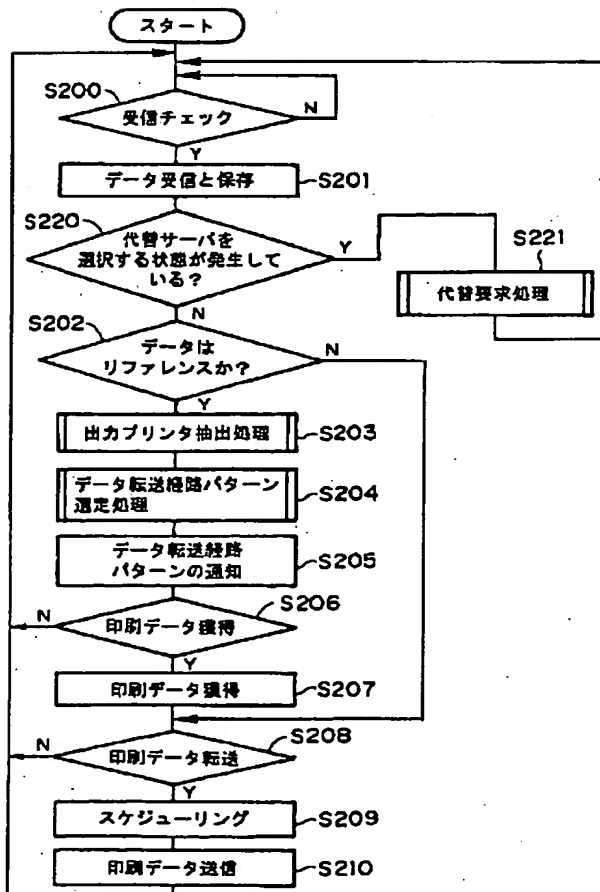 スタート
S200
受信チェック
N
Y
データ受信と保存
S201
S220
代替サーバを
選択する状態が発生して
いる?
Y
N
S221
代替要求処理
S202
データは
リファレンスか?
N
Y
出力プリンタ抽出処理
S203
データ転送経路パターン
選定処理
S204
データ転送経路
パターンの通知
S205
S206
印刷データ獲得
N
Y
印刷データ獲得
S207
S208
印刷データ転送
N
Y
スケジューリング
S209
印刷データ送信
S210